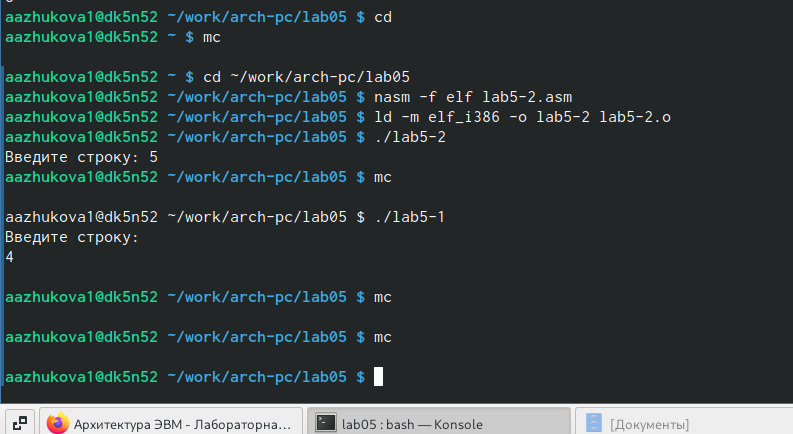 aazhukova1@dk5n52 ~/work/arch-pc/lab05 $ cd
aazhukova1@dk5n52 ~ $ mc
aazhukova1@dk5n52 ~ $ cd ~/work/arch-pc/lab05
aazhukova1@dk5n52 ~/work/arch-pc/lab05 $ nasm -f elf lab5-2.asm
aazhukova1@dk5n52 ~/work/arch-pc/lab05 $ ld -m elf_i386 -o lab5-2 lab5-2.o
aazhukova1@dk5n52 ~/work/arch-pc/lab05 $ ./lab5-2
Введите строку: 5
aazhukova1@dk5n52 ~/work/arch-pc/lab05 $ mc
aazhukova1@dk5n52 ~/work/arch-pc/lab05 $ ./lab5-1
Введите строку:
4
aazhukova1@dk5n52 ~/work/arch-pc/lab05 $ mc
aazhukova1@dk5n52 ~/work/arch-pc/lab05 $ mc
aazhukova1@dk5n52 ~/work/arch-pc/lab05 $
Архитектура ЭВМ - Лабораторна... lab05 : bash — Konsole [Документы]